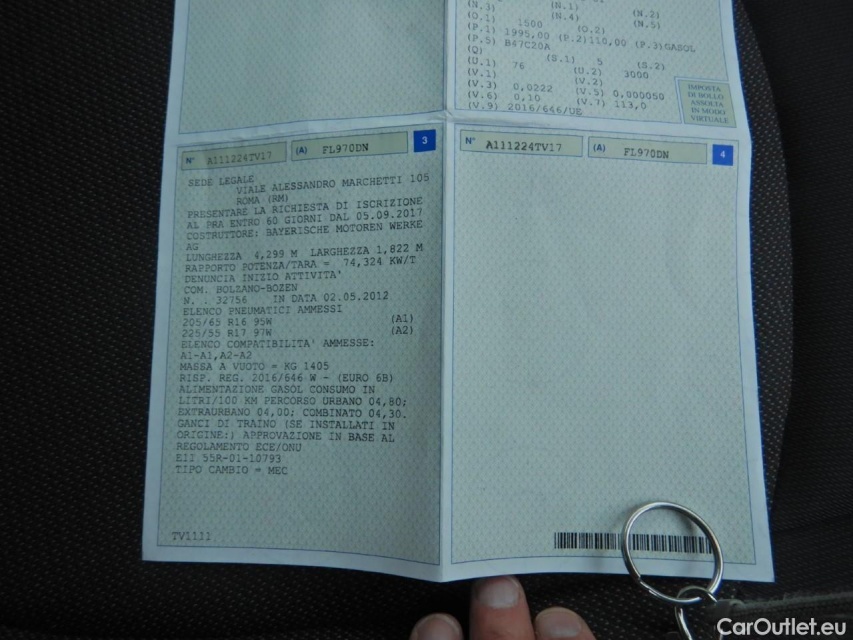 (N.3) (N.1) (N.2)
(O.1) (N.4) (N.5)
1500 (O.2)
(P.1) 1995,00 (P.2)110,00 (P.3)GASOL
(P.5) B47C20A
(Q) (S.1) 5 (S.2)
(U.1) 76 (U.2) 3000
(V.1) (V.2)
(V.3) 0,0222 (V.5) 0,000050
(V.6) 0,10 (V.7) 113,0
(V.9) 2016/646/UE
IMPOSTA
DI BOLLO
ASSOLTA
IN MODO
VIRTUALE
N° A111224TV17 (A) FL970DN 3
SEDE LEGALE
VIALE ALESSANDRO MARCHETTI 105
ROMA (RM)
PRESENTARE LA RICHIESTA DI ISCRIZIONE
AL PRA ENTRO 60 GIORNI DAL 05.09.2017
COSTRUTTORE: BAYERISCHE MOTOREN WERKE
AG
LUNGHEZZA 4,299 M LARGHEZZA 1,822 M
RAPPORTO POTENZA/TARA = 74,324 KW/T
DENUNCIA INIZIO ATTIVITA'
COM. BOLZANO-BOZEN
N. . 32756 IN DATA 02.05.2012
ELENCO PNEUMATICI AMMESSI
205/65 R16 95W (A1)
225/55 R17 97W (A2)
ELENCO COMPATIBILITA' AMMESSE:
A1-A1,A2-A2
MASSA A VUOTO = KG 1405
RISP. REG. 2016/646 W - (EURO 6B)
ALIMENTAZIONE GASOL CONSUMO IN
LITRI/100 KM PERCORSO URBANO 04,80;
EXTRAURBANO 04,00; COMBINATO 04,30.
GANCI DI TRAINO (SE INSTALLATI IN
ORIGINE:) APPROVAZIONE IN BASE AL
REGOLAMENTO ECE/ONU
E11 55R-01-10793
TIPO CAMBIO = MEC
TV1111
N° A111224TV17 (A) FL970DN 4
CarOutlet.eu